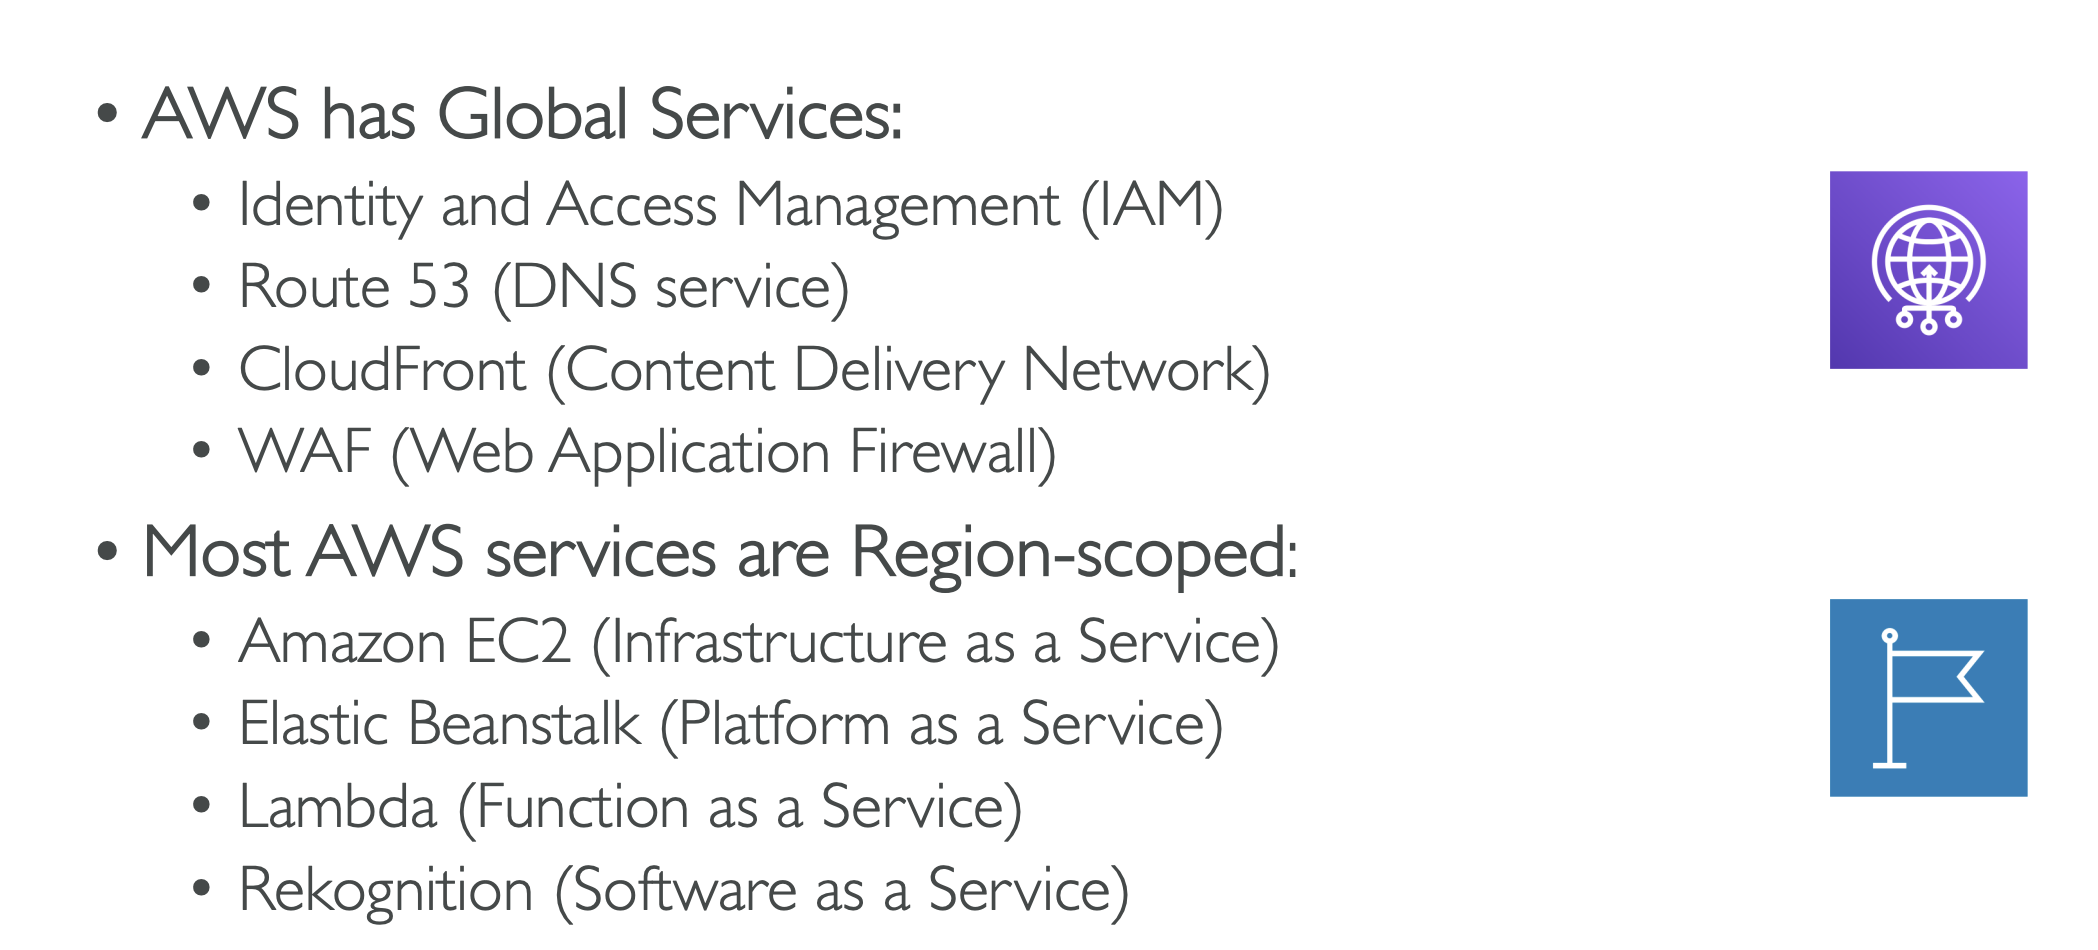 • AWS has Global Services:
• Identity and Access Management (IAM)
• Route 53 (DNS service)
• CloudFront (Content Delivery Network)
• WAF (Web Application Firewall)
• Most AWS services are Region-scoped:
• Amazon EC2 (Infrastructure as a Service)
• Elastic Beanstalk (Platform as a Service)
• Lambda (Function as a Service)
• Rekognition (Software as a Service)